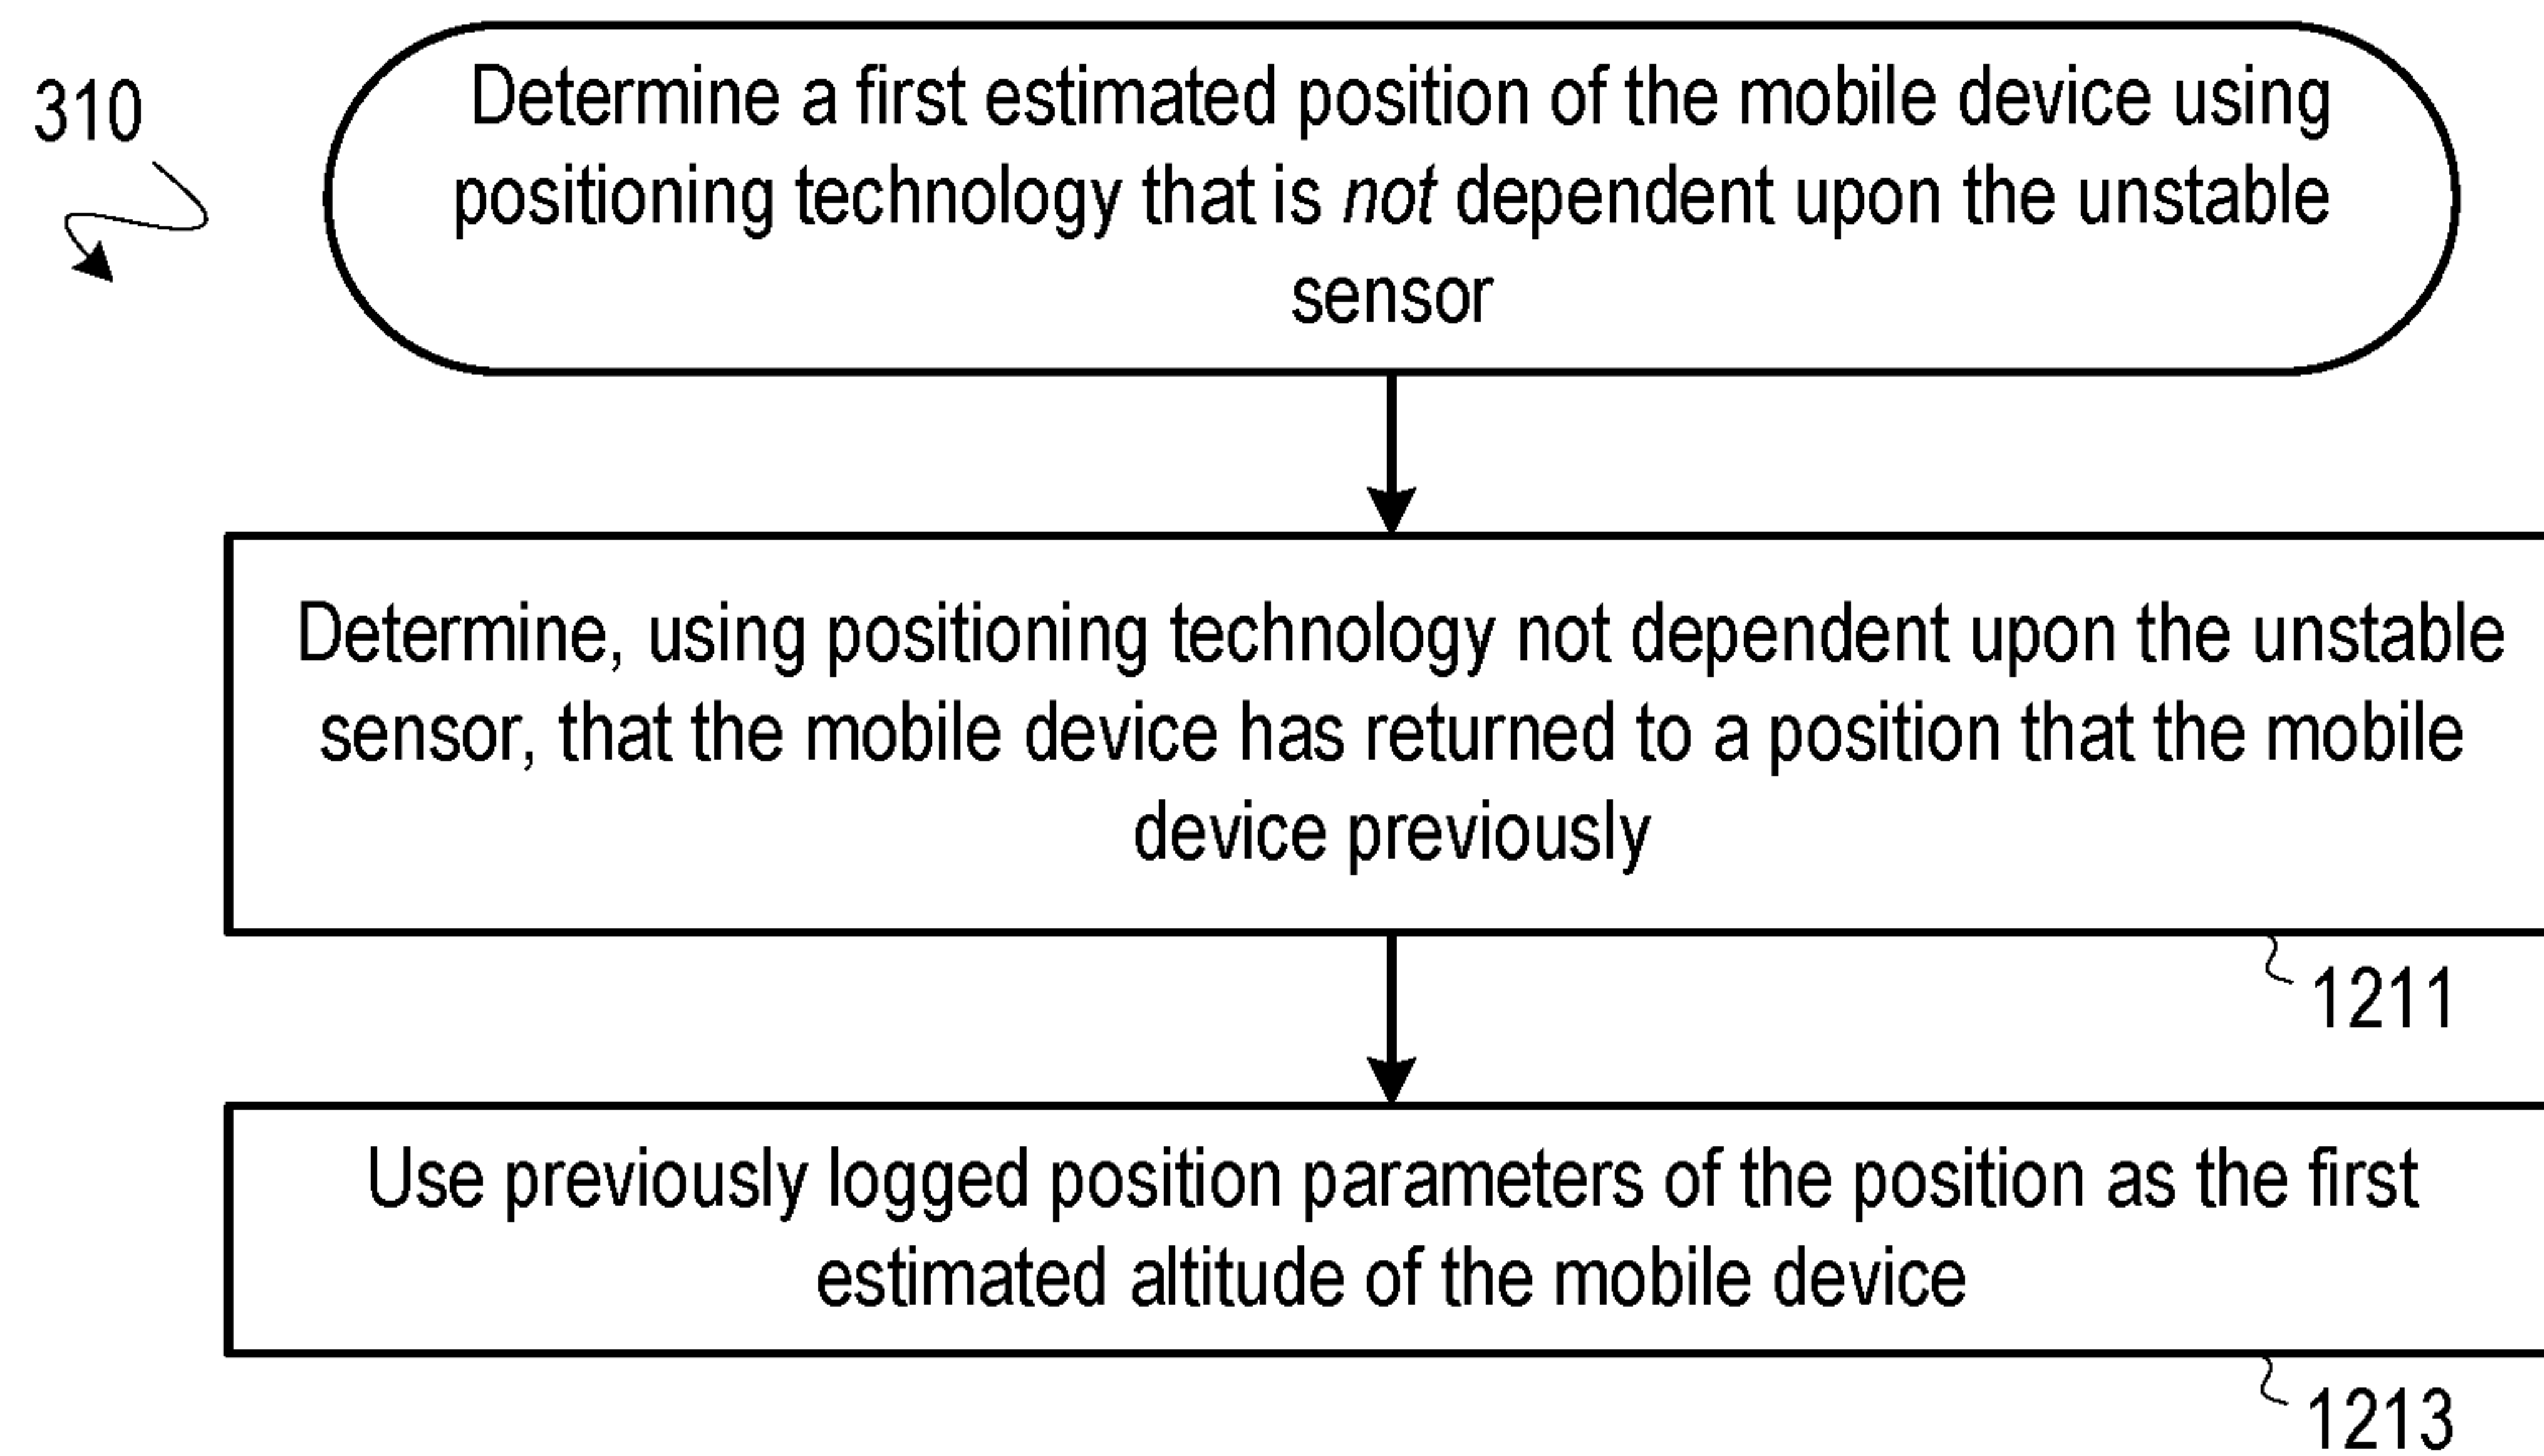 310
Determine a first estimated position of the mobile device using
positioning technology that is not dependent upon the unstable
sensor
Determine, using positioning technology not dependent upon the unstable
sensor, that the mobile device has returned to a position that the mobile
device previously
1211
Use previously logged position parameters of the position as the first
estimated altitude of the mobile device
1213